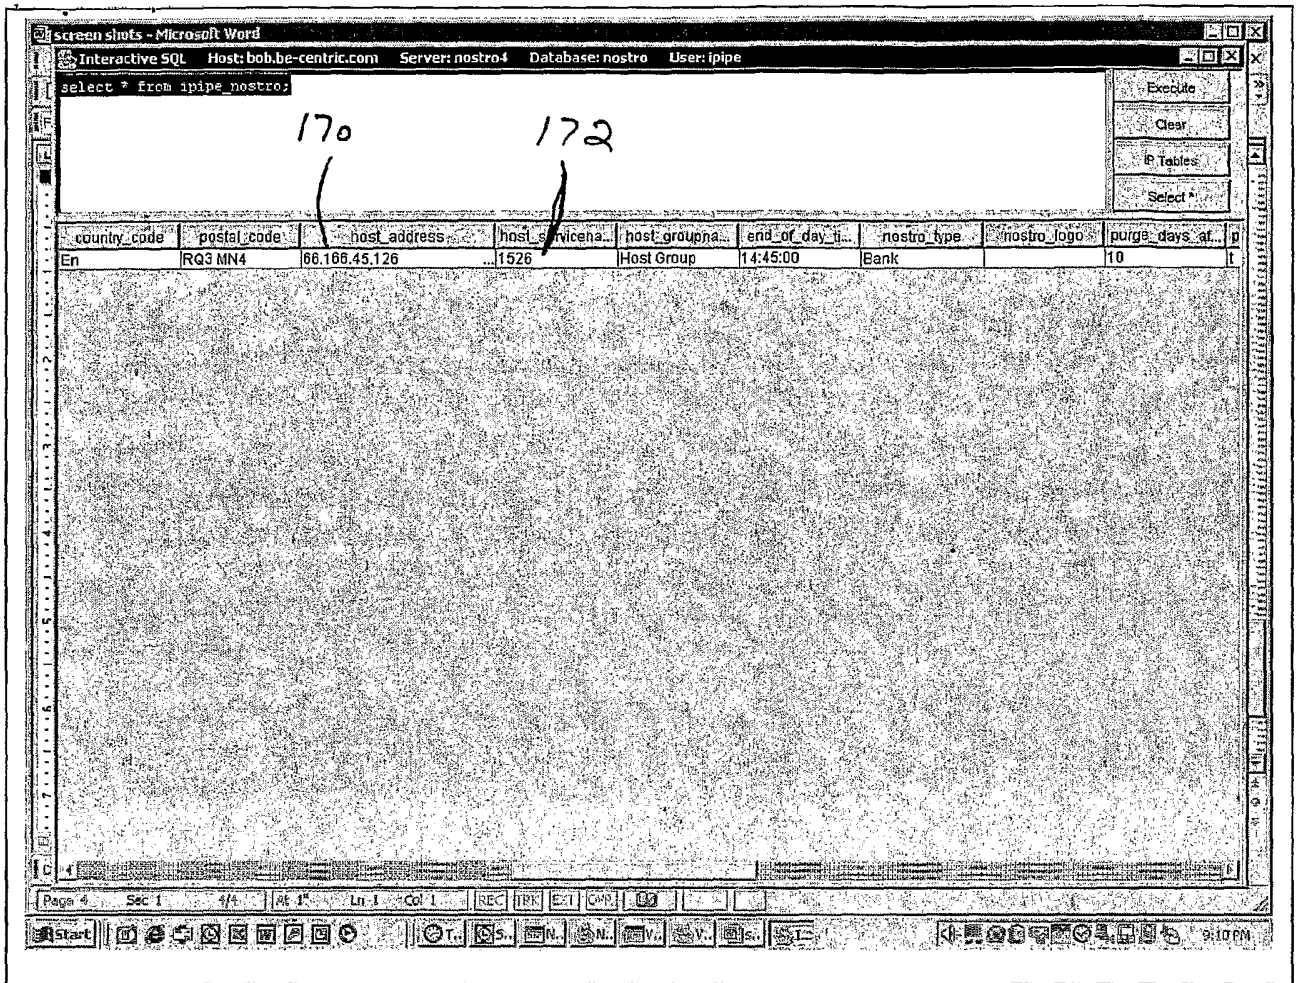 screen shots - Microsoft Word
Interactive SQL Host: bob.be-centric.com Server: nostro4 Database: nostro User: ipipe
select * from ipipe_nostro;
Execute
Clear
IP Tables
Select *
170
172
country_code postal_code host_address host_servicena... host_groupna... end_of_day_ti... nostro_type nostro_logo purge_days_af... p
En RQ3 MN4 66.166.45.126 ... 1526 Host Group 14:45:00 Bank 10 t
Page 4 Sec 1 4/4 At 1" Ln 1 Col 1 REC TRK EXT OVR
Start T.. S.. N.. N.. V.. V.. s.. I... 9:10 PM